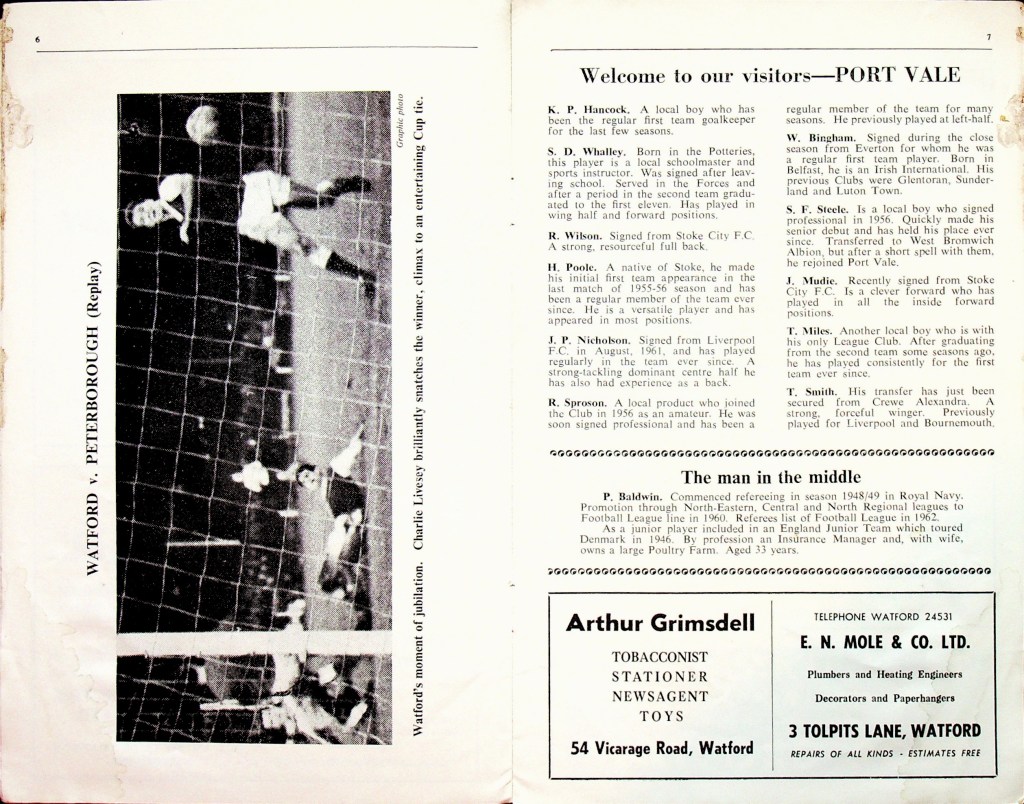 6
WATFORD v. PETERBOROUGH (Replay)
Graphic photo
Watford's moment of jubilation. Charlie Livesey brilliantly snatches the winner, climax to an entertaining Cup tie.
7
Welcome to our visitors—PORT VALE
K. P. Hancock. A local boy who has
been the regular first team goalkeeper
for the last few seasons.
S. D. Whalley. Born in the Potteries,
this player is a local schoolmaster and
sports instructor. Was signed after leav-
ing school. Served in the Forces and
after a period in the second team gradu-
ated to the first eleven. Has played in
wing half and forward positions.
R. Wilson. Signed from Stoke City F.C.
A strong, resourceful full back.
H. Poole. A native of Stoke, he made
his initial first team appearance in the
last match of 1955-56 season and has
been a regular member of the team ever
since. He is a versatile player and has
appeared in most positions.
J. P. Nicholson. Signed from Liverpool
F.C. in August, 1961, and has played
regularly in the team ever since. A
strong-tackling dominant centre half he
has also had experience as a back.
R. Sproson. A local product who joined
the Club in 1956 as an amateur. He was
soon signed professional and has been a
regular member of the team for many
seasons. He previously played at left-half.
W. Bingham. Signed during the close
season from Everton for whom he was
a regular first team player. Born in
Belfast, he is an Irish International. His
previous Clubs were Glentoran, Sunder-
land and Luton Town.
S. F. Steele. Is a local boy who signed
professional in 1956. Quickly made his
senior debut and has held his place ever
since. Transferred to West Bromwich
Albion, but after a short spell with them,
he rejoined Port Vale.
J. Mudie. Recently signed from Stoke
City F.C. Is a clever forward who has
played in all the inside forward
positions.
T. Miles. Another local boy who is with
his only League Club. After graduating
from the second team some seasons ago,
he has played consistently for the first
team ever since.
T. Smith. His transfer has just been
secured from Crewe Alexandra. A
strong, forceful winger. Previously
played for Liverpool and Bournemouth.
The man in the middle
P. Baldwin. Commenced refereeing in season 1948/49 in Royal Navy.
Promotion through North-Eastern, Central and North Regional leagues to
Football League line in 1960. Referees list of Football League in 1962.
As a junior player included in an England Junior Team which toured
Denmark in 1946. By profession an Insurance Manager and, with wife,
owns a large Poultry Farm. Aged 33 years.
Arthur Grimsdell
TOBACCONIST
STATIONER
NEWSAGENT
TOYS
54 Vicarage Road, Watford
TELEPHONE WATFORD 24531
E. N. MOLE & CO. LTD.
Plumbers and Heating Engineers
Decorators and Paperhangers
3 TOLPITS LANE, WATFORD
REPAIRS OF ALL KINDS - ESTIMATES FREE